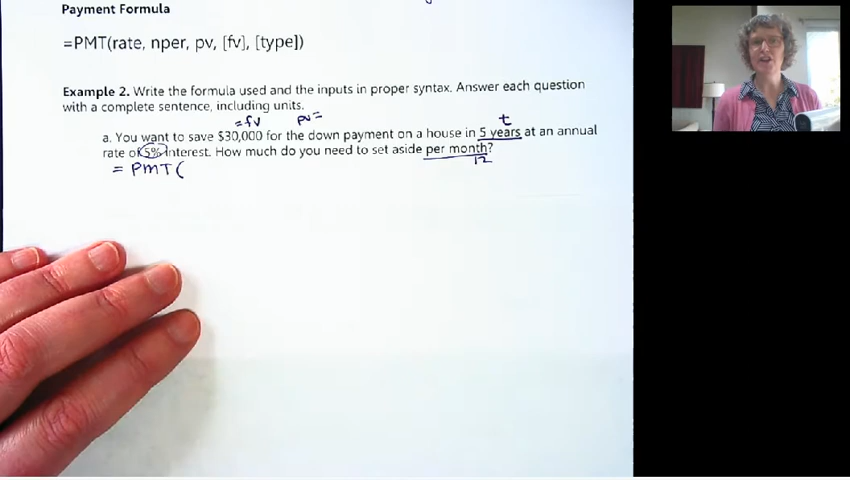 Payment Formula
=PMT(rate, nper, pv, [fv], [type])
Example 2. Write the formula used and the inputs in proper syntax. Answer each question
with a complete sentence, including units.
=fv pv= t
a. You want to save $30,000 for the down payment on a house in 5 years at an annual
rate of 5% interest. How much do you need to set aside per month?
12
= PMT(